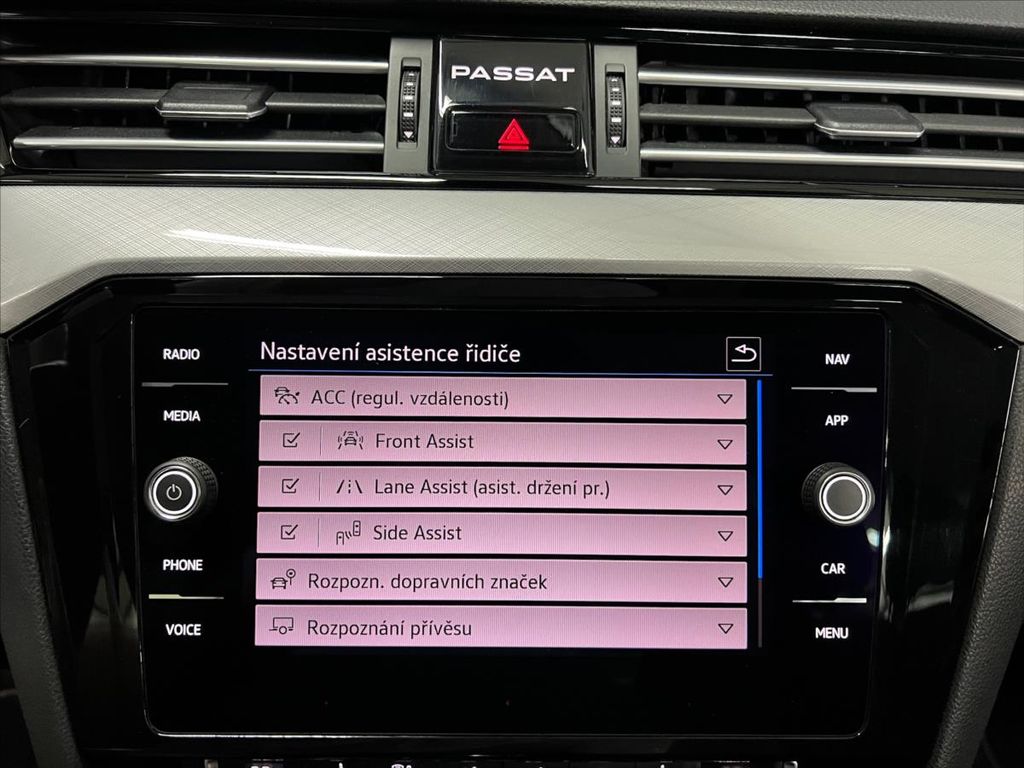 PASSAT
RADIO
MEDIA
PHONE
VOICE
Nastavení asistence řidiče
ACC (regul. vzdálenosti)
Front Assist
Lane Assist (asist. držení pr.)
Side Assist
Rozpozn. dopravních značek
Rozpoznání přívěsu
NAV
APP
CAR
MENU